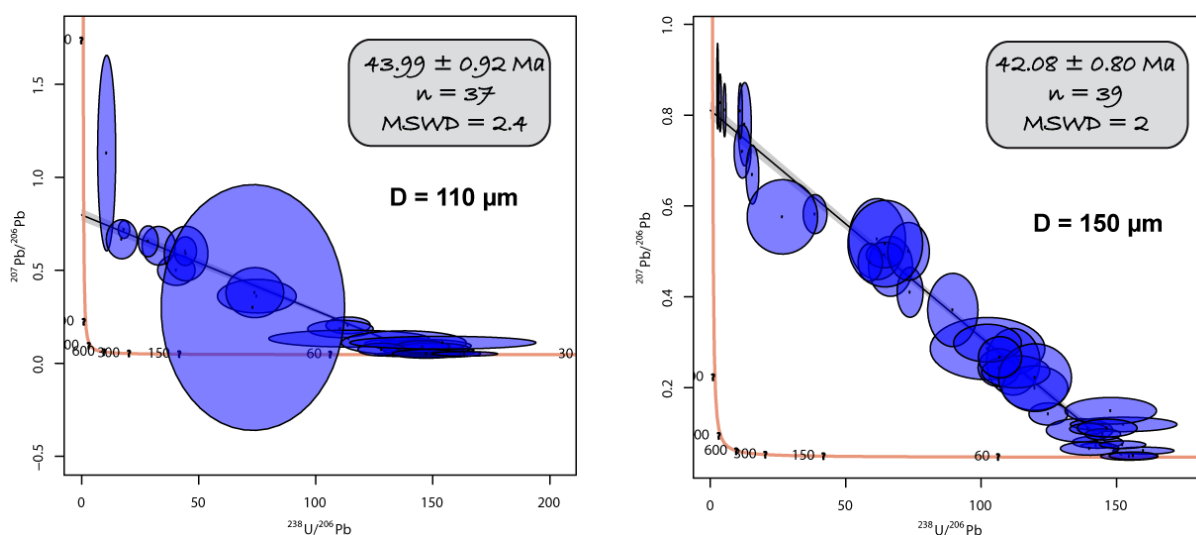 43.99 ± 0.92 Ma
n = 37
MSWD = 2.4
D = 110 µm
1.5
1.0
0.5
0.0
−0.5
²⁰⁷Pb/²⁰⁶Pb
600
300
150
60
30
0
50
100
150
200
²³⁸U/²⁰⁶Pb
42.08 ± 0.80 Ma
n = 39
MSWD = 2
D = 150 µm
1.0
0.8
0.6
0.4
0.2
²⁰⁷Pb/²⁰⁶Pb
600
300
150
60
0
50
100
150
²³⁸U/²⁰⁶Pb